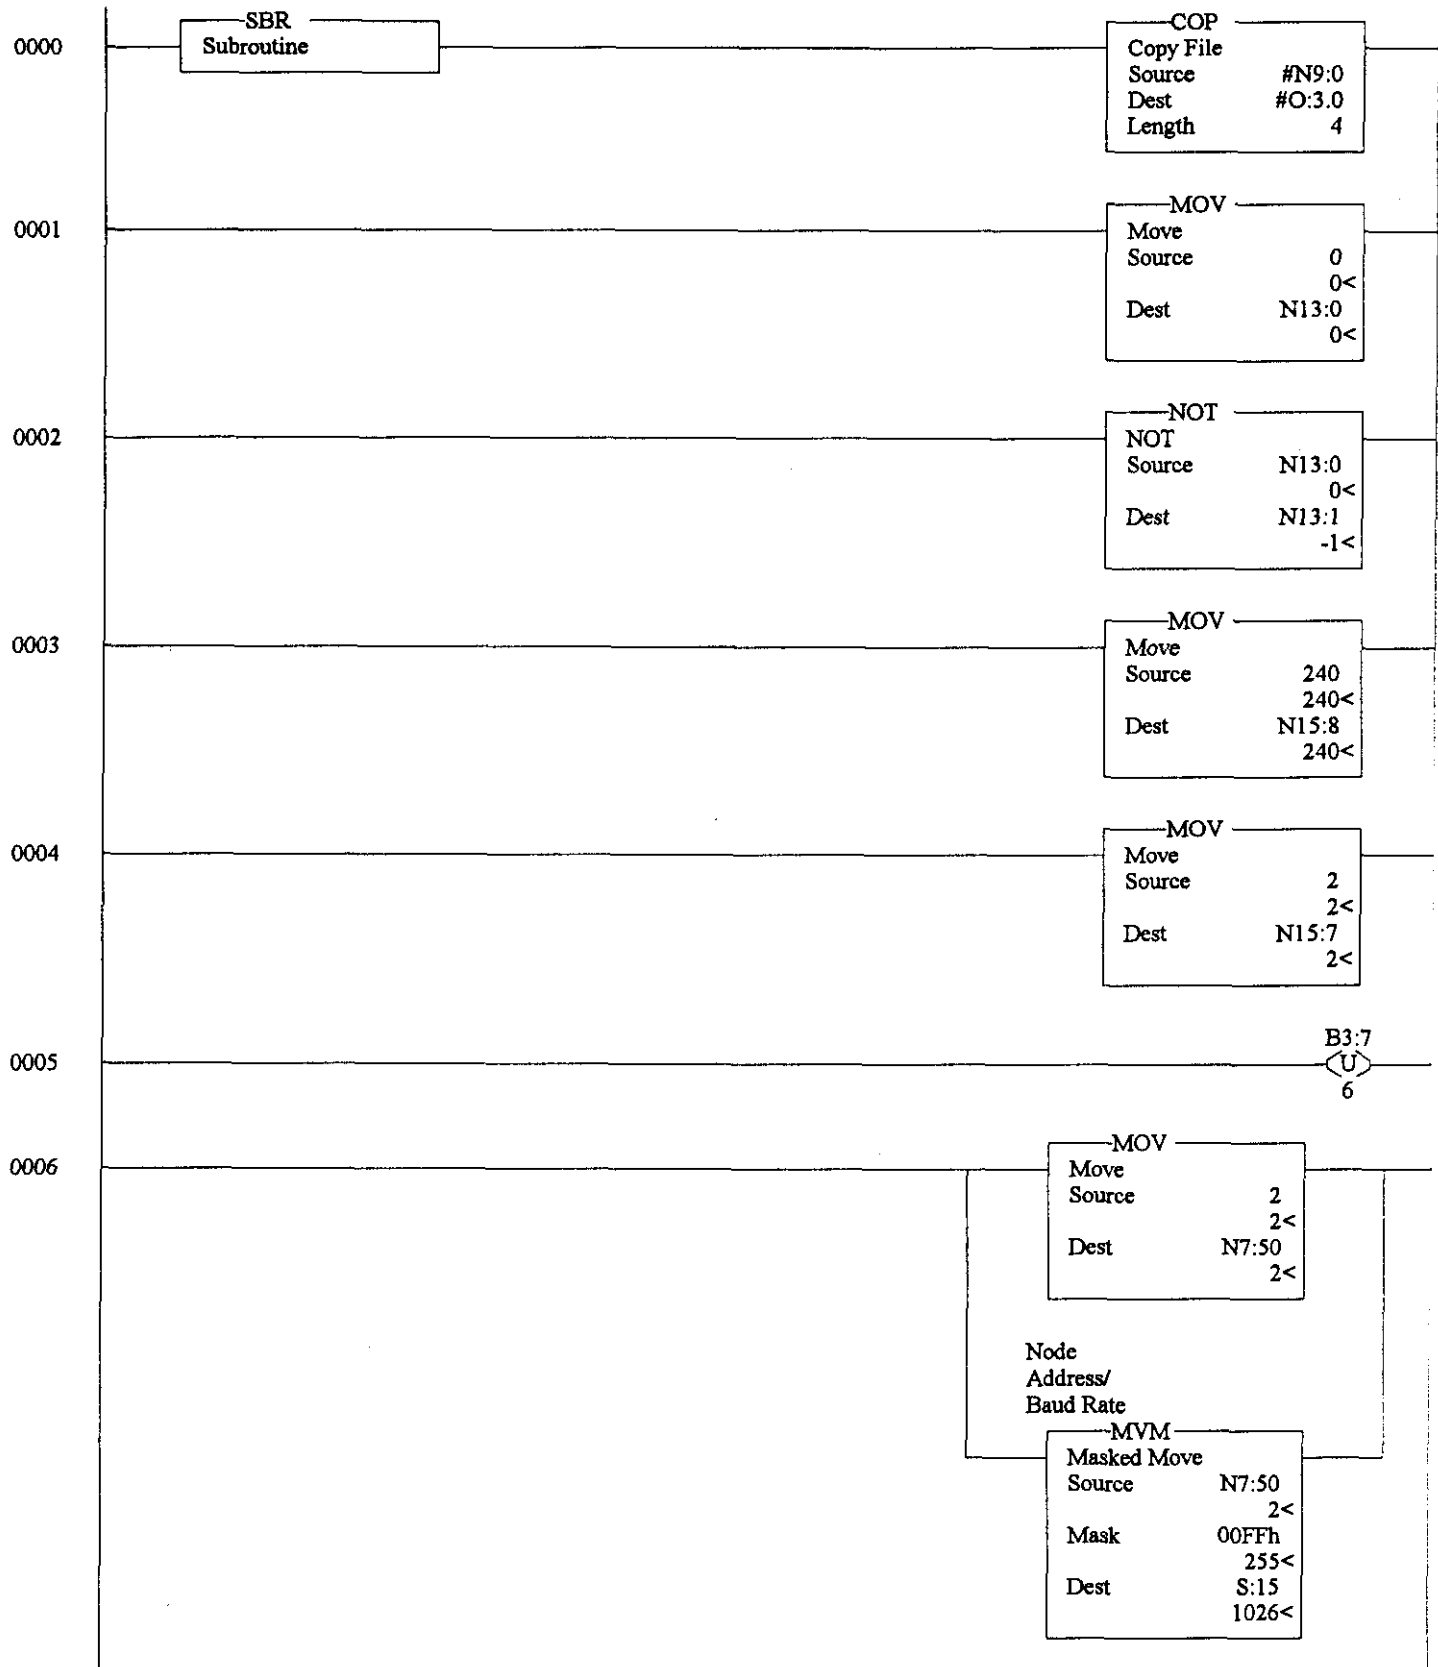 SBR
0000
Subroutine
COP
Copy File
Source #N9:0
Dest #O:3.0
Length 4
MOV
0001
Move
Source 0
0<
Dest N13:0
0<
NOT
0002
NOT
Source N13:0
0<
Dest N13:1
-1<
MOV
0003
Move
Source 240
240<
Dest N15:8
240<
MOV
0004
Move
Source 2
2<
Dest N15:7
2<
B3:7
0005
U
6
MOV
0006
Move
Source 2
2<
Dest N7:50
2<
Node
Address/
Baud Rate
MVM
Masked Move
Source N7:50
2<
Mask 00FFh
255<
Dest S:15
1026<